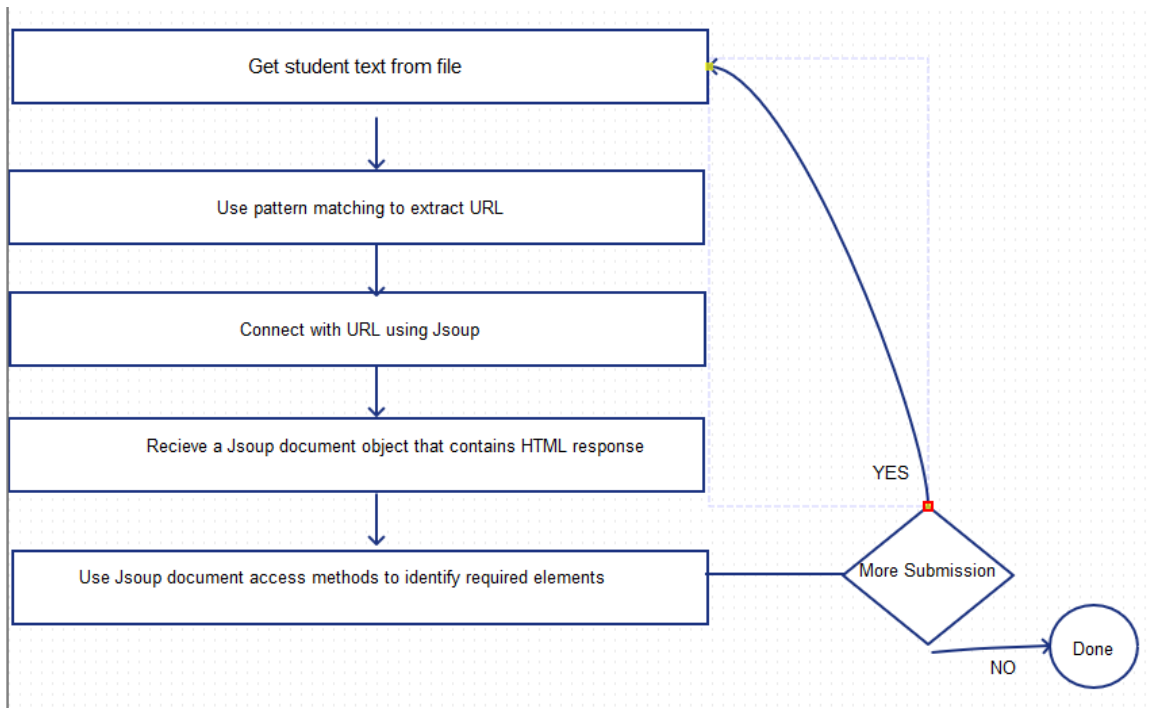 Get student text from file
Use pattern matching to extract URL
Connect with URL using Jsoup
Recieve a Jsoup document object that contains HTML response
YES
Use Jsoup document access methods to identify required elements
More Submission
Done
NO